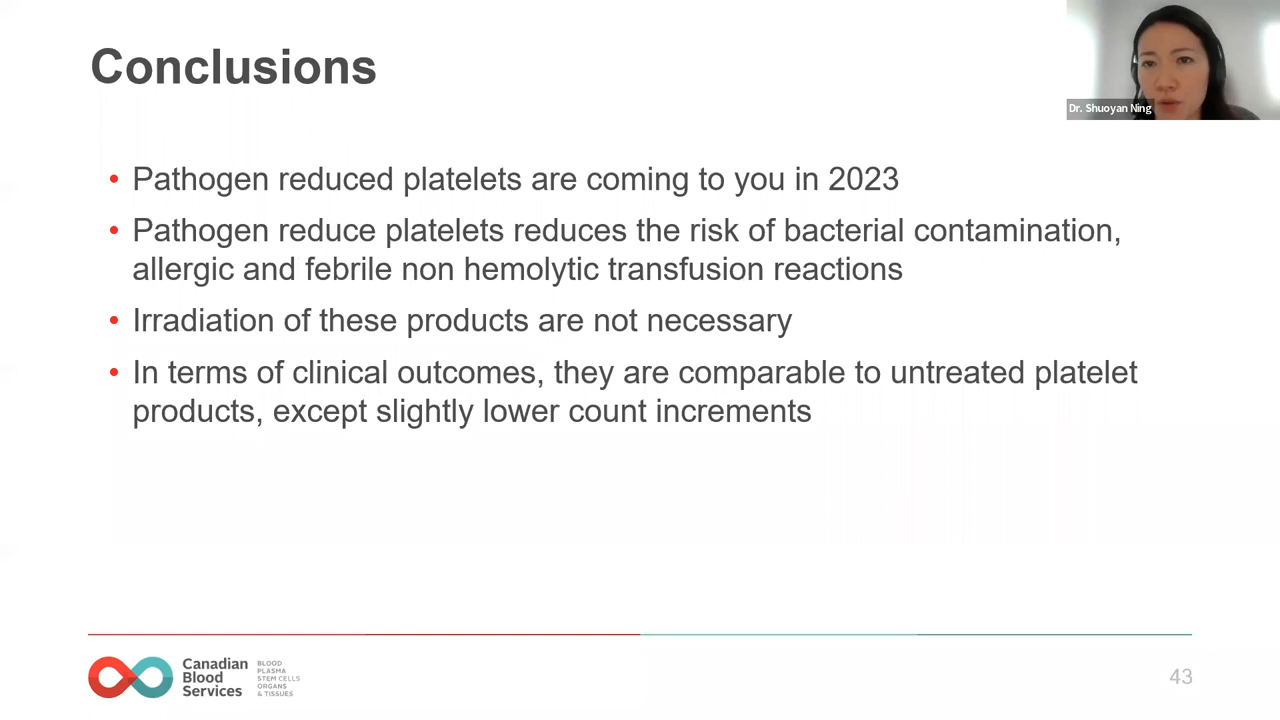 Conclusions
Dr. Shuoyan Ning
• Pathogen reduced platelets are coming to you in 2023
• Pathogen reduce platelets reduces the risk of bacterial contamination,
allergic and febrile non hemolytic transfusion reactions
• Irradiation of these products are not necessary
• In terms of clinical outcomes, they are comparable to untreated platelet
products, except slightly lower count increments
Canadian
Blood
Services
BLOOD
PLASMA
STEM CELLS
ORGANS
& TISSUES
43